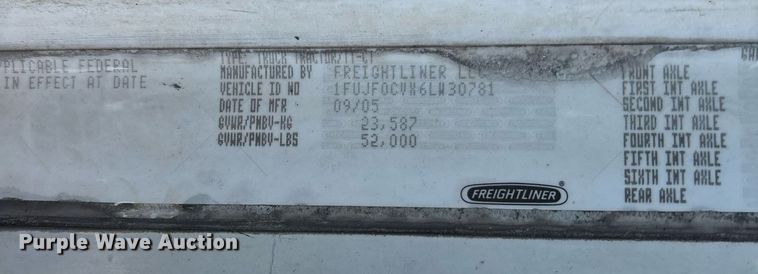 PLICABLE FEDERAL
IN EFFECT AT DATE
TYPE: TRUCK TRACTOR/TT-CT
MANUFACTURED BY FREIGHTLINER LLC
VEHICLE ID NO 1FUJF0CVX6LW30781
DATE OF MFR 09/05
GVWR/PNBV-KG 23,587
GVWR/PNBV-LBS 52,000
FREIGHTLINER
GA
FRONT AXLE
FIRST INT AXLE
SECOND INT AXLE
THIRD INT AXLE
FOURTH INT AXLE
FIFTH INT AXLE
SIXTH INT AXLE
REAR AXLE
Purple Wave Auction